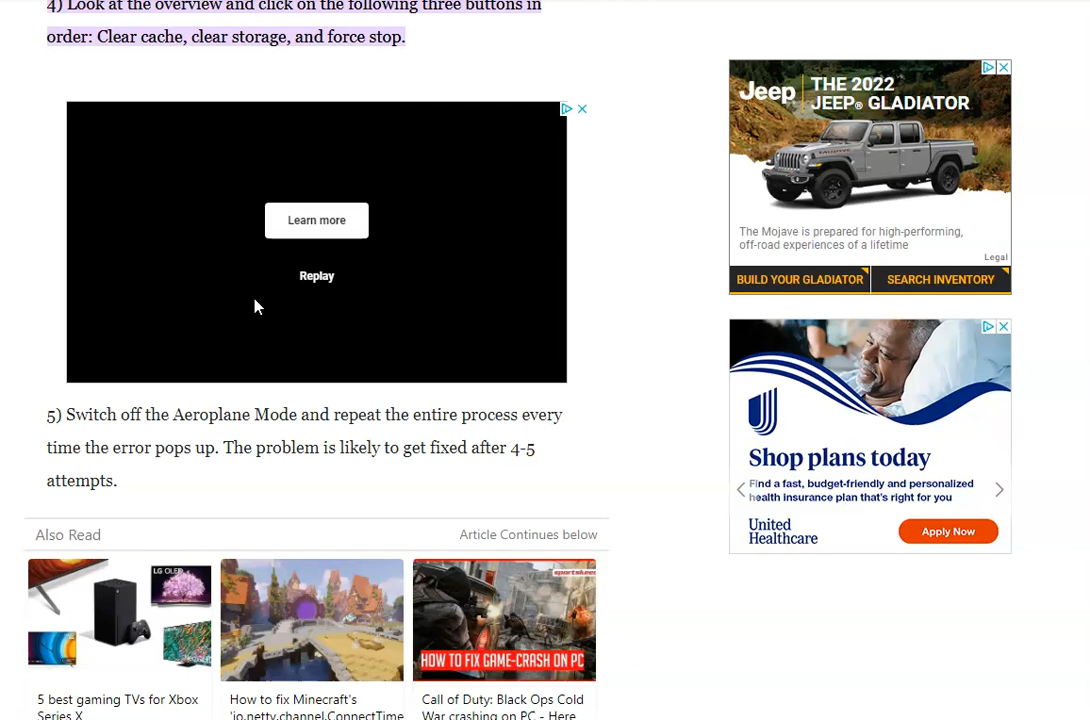 4) Look at the overview and click on the following three buttons in
order: Clear cache, clear storage, and force stop.
Learn more
Replay
5) Switch off the Aeroplane Mode and repeat the entire process every
time the error pops up. The problem is likely to get fixed after 4-5
attempts.
Also Read
Article Continues below
LG OLED
sportskeeda
HOW TO FIX GAME-CRASH ON PC
5 best gaming TVs for Xbox
Series X
How to fix Minecraft's
'io.netty.channel.ConnectTime
Call of Duty: Black Ops Cold
War crashing on PC - Here
Jeep
THE 2022
JEEP® GLADIATOR
The Mojave is prepared for high-performing,
off-road experiences of a lifetime
Legal
BUILD YOUR GLADIATOR
SEARCH INVENTORY
Shop plans today
Find a fast, budget-friendly and personalized
health insurance plan that's right for you
United
Healthcare
Apply Now